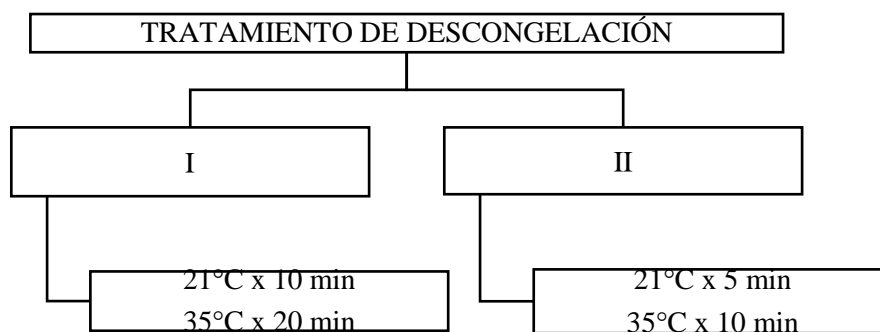 TRATAMIENTO DE DESCONGELACIÓN
I
II
21°C x 10 min
35°C x 20 min
21°C x 5 min
35°C x 10 min